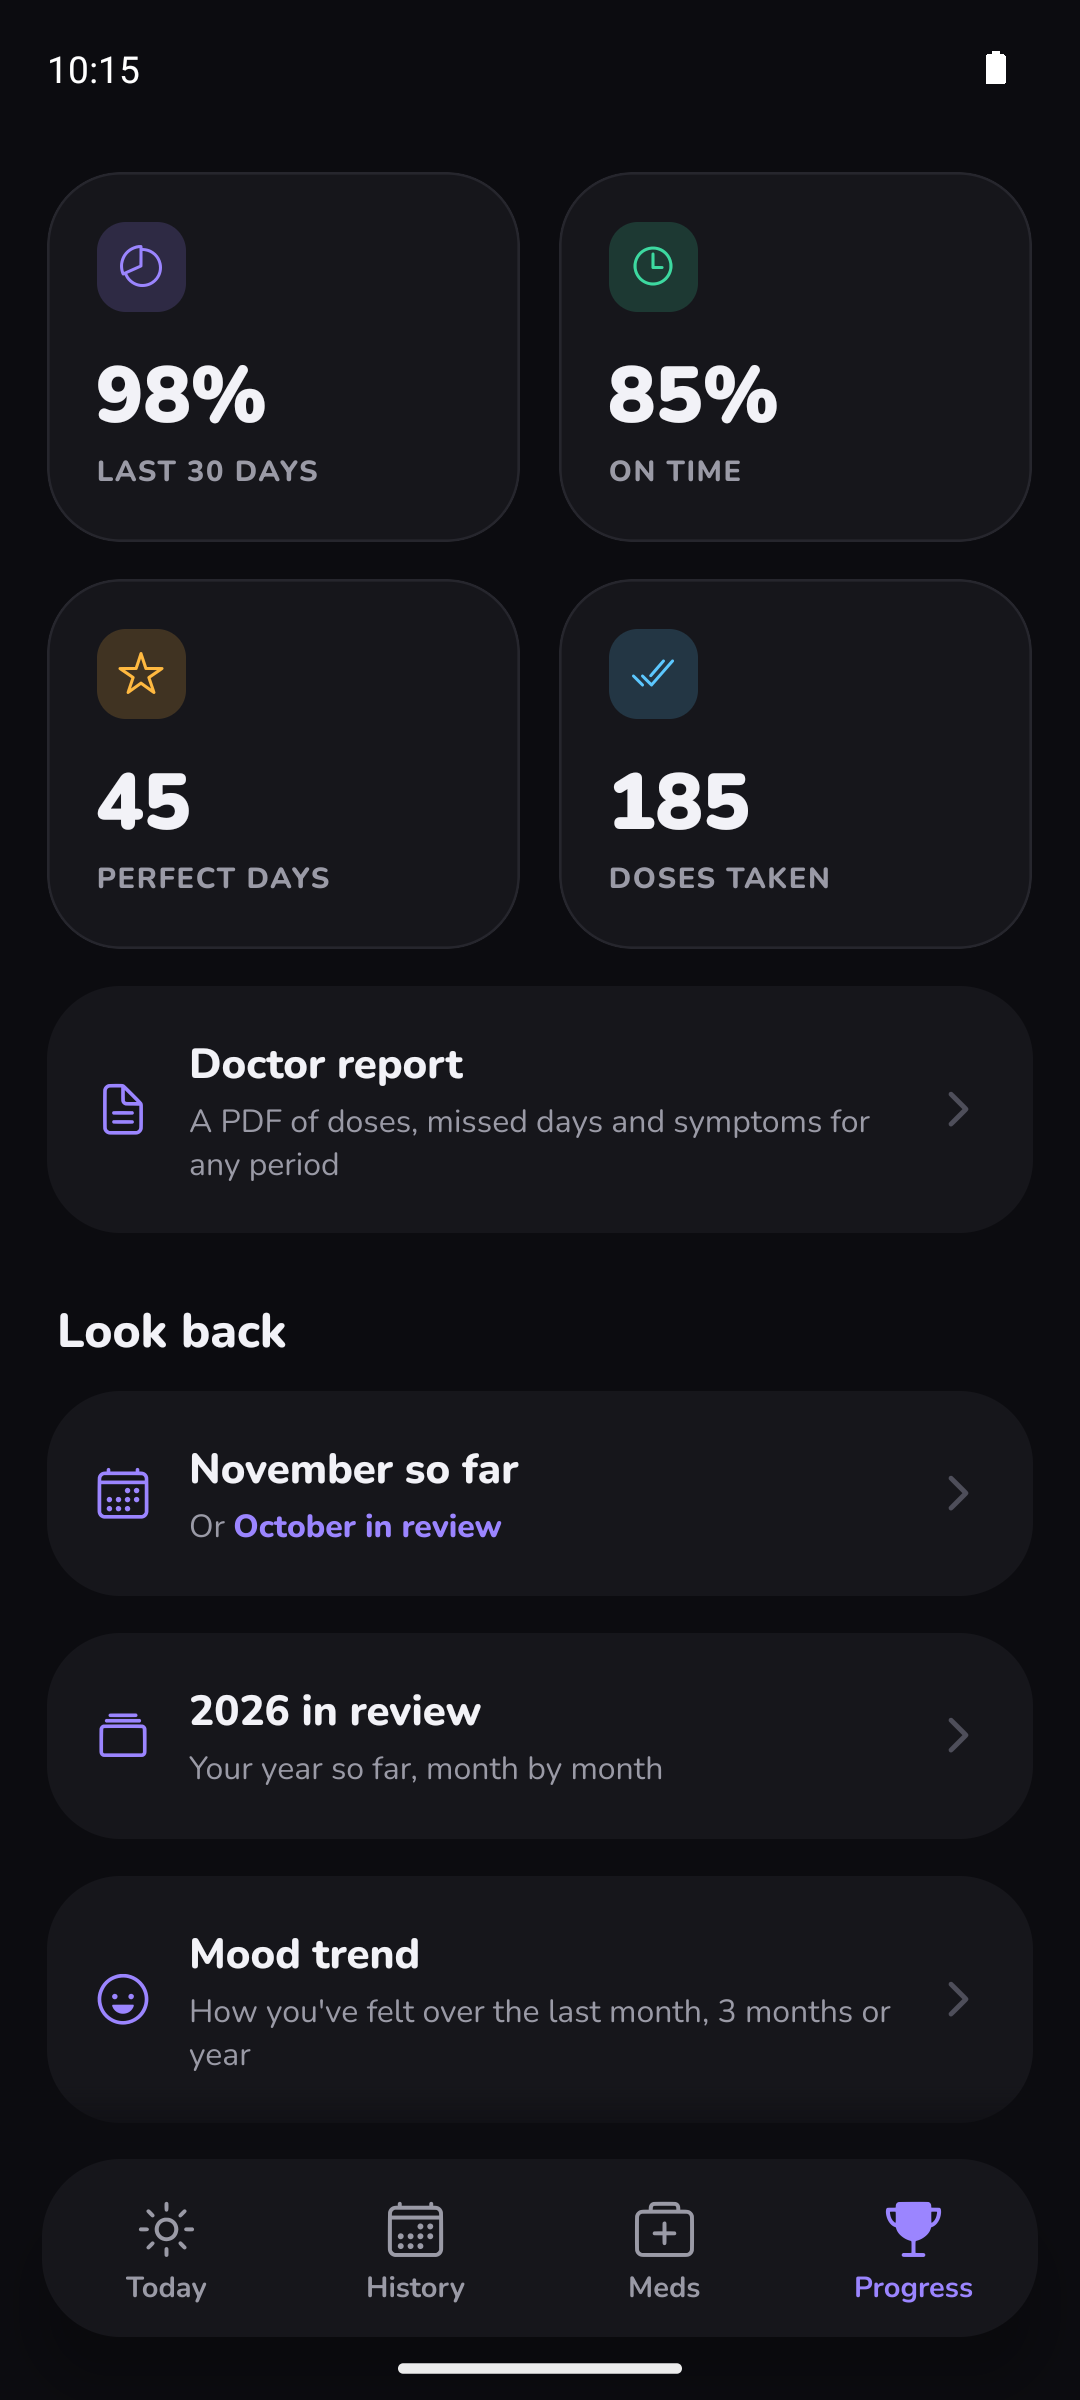 10:15
98%
LAST 30 DAYS
85%
ON TIME
45
PERFECT DAYS
185
DOSES TAKEN
Doctor report
A PDF of doses, missed days and symptoms for
any period
Look back
November so far
Or October in review
2026 in review
Your year so far, month by month
Mood trend
How you've felt over the last month, 3 months or
year
Today
History
Meds
Progress